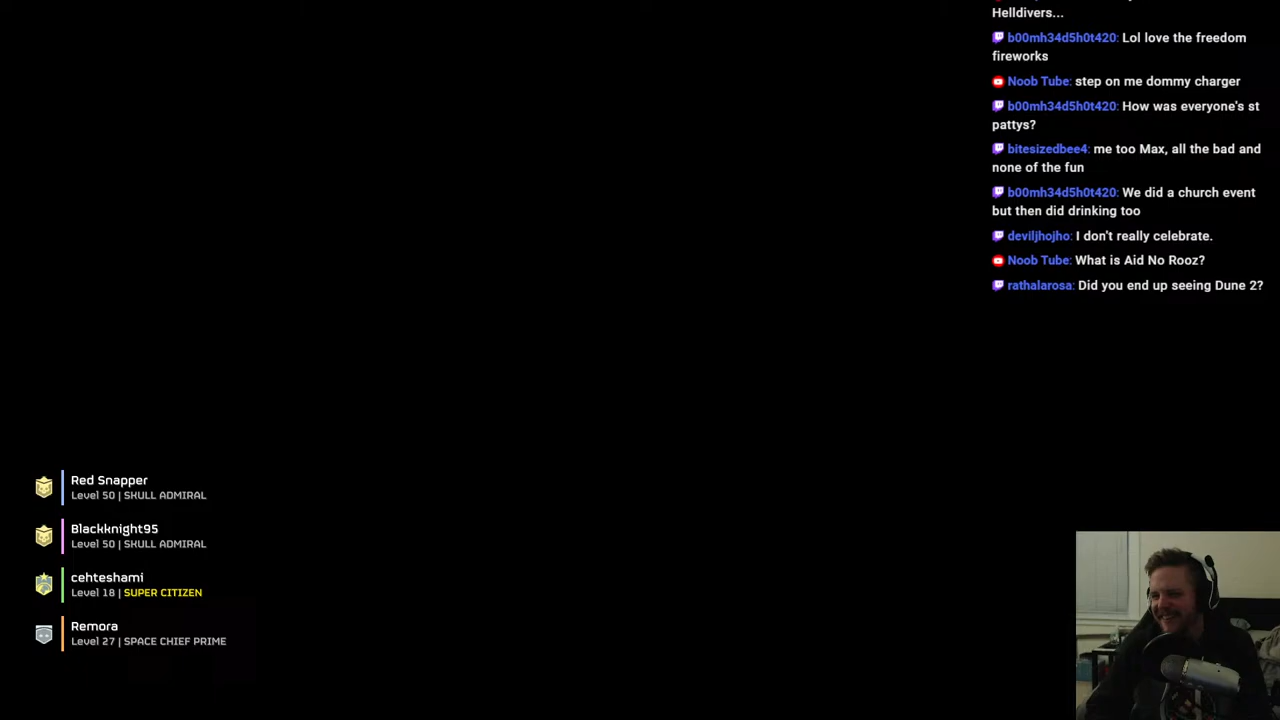 Helldivers...
b00mh34d5h0t420: Lol love the freedom
fireworks
Noob Tube: step on me dommy charger
b00mh34d5h0t420: How was everyone's st
pattys?
bitesizedbee4: me too Max, all the bad and
none of the fun
b00mh34d5h0t420: We did a church event
but then did drinking too
deviljhojho: I don't really celebrate.
Noob Tube: What is Aid No Rooz?
rathalarosa: Did you end up seeing Dune 2?
Red Snapper
Level 50 | SKULL ADMIRAL
Blackknight95
Level 50 | SKULL ADMIRAL
cehteshami
Level 18 | SUPER CITIZEN
Remora
Level 27 | SPACE CHIEF PRIME